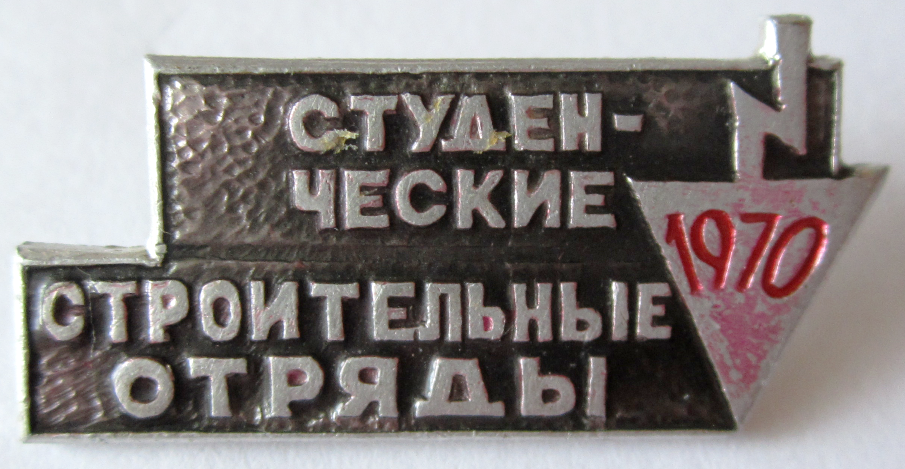 СТУДЕН-
ЧЕСКИЕ
1970
СТРОИТЕЛЬНЫЕ
ОТРЯДЫ